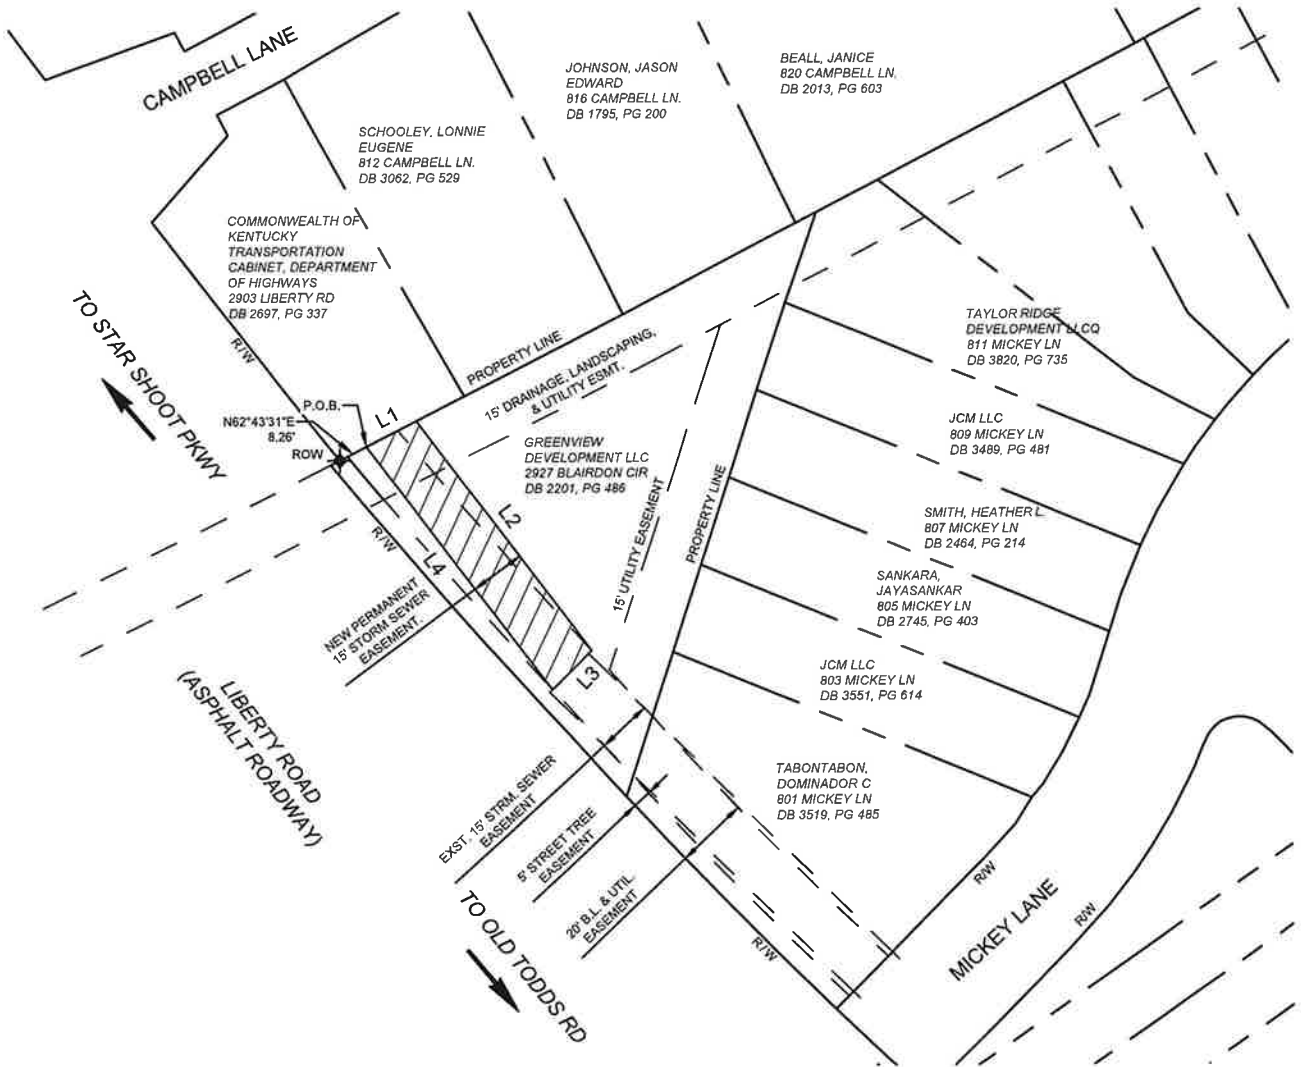 CAMPBELL LANE
JOHNSON, JASON
EDWARD
816 CAMPBELL LN.
DB 1795, PG 200
BEALL, JANICE
820 CAMPBELL LN,
DB 2013, PG 603
SCHOOLEY, LONNIE
EUGENE
812 CAMPBELL LN.
DB 3062, PG 529
COMMONWEALTH OF
KENTUCKY
TRANSPORTATION
CABINET, DEPARTMENT
OF HIGHWAYS
2903 LIBERTY RD
DB 2697, PG 337
TO STAR SHOOT PKWY
R/W
PROPERTY LINE
15' DRAINAGE, LANDSCAPING,
& UTILITY ESMT.
TAYLOR RIDGE
DEVELOPMENT LLCQ
811 MICKEY LN
DB 3820, PG 735
P.O.B.
L1
N62°43'31"E
8.26'
ROW
GREENVIEW
DEVELOPMENT LLC
2927 BLAIRDON CIR
DB 2201, PG 486
JCM LLC
809 MICKEY LN
DB 3489, PG 481
L2
R/W
L4
15' UTILITY EASEMENT
PROPERTY LINE
SMITH, HEATHER L.
807 MICKEY LN
DB 2464, PG 214
SANKARA,
JAYASANKAR
805 MICKEY LN
DB 2745, PG 403
NEW PERMANENT
15' STORM SEWER
EASEMENT.
L3
JCM LLC
803 MICKEY LN
DB 3551, PG 614
LIBERTY ROAD
(ASPHALT ROADWAY)
TABONTABON,
DOMINADOR C
801 MICKEY LN
DB 3519, PG 485
EXST. 15' STRM. SEWER
EASEMENT
5' STREET TREE
EASEMENT
20' B.L. & UTIL.
EASEMENT
TO OLD TODDS RD
R/W
R/W
MICKEY LANE
R/W